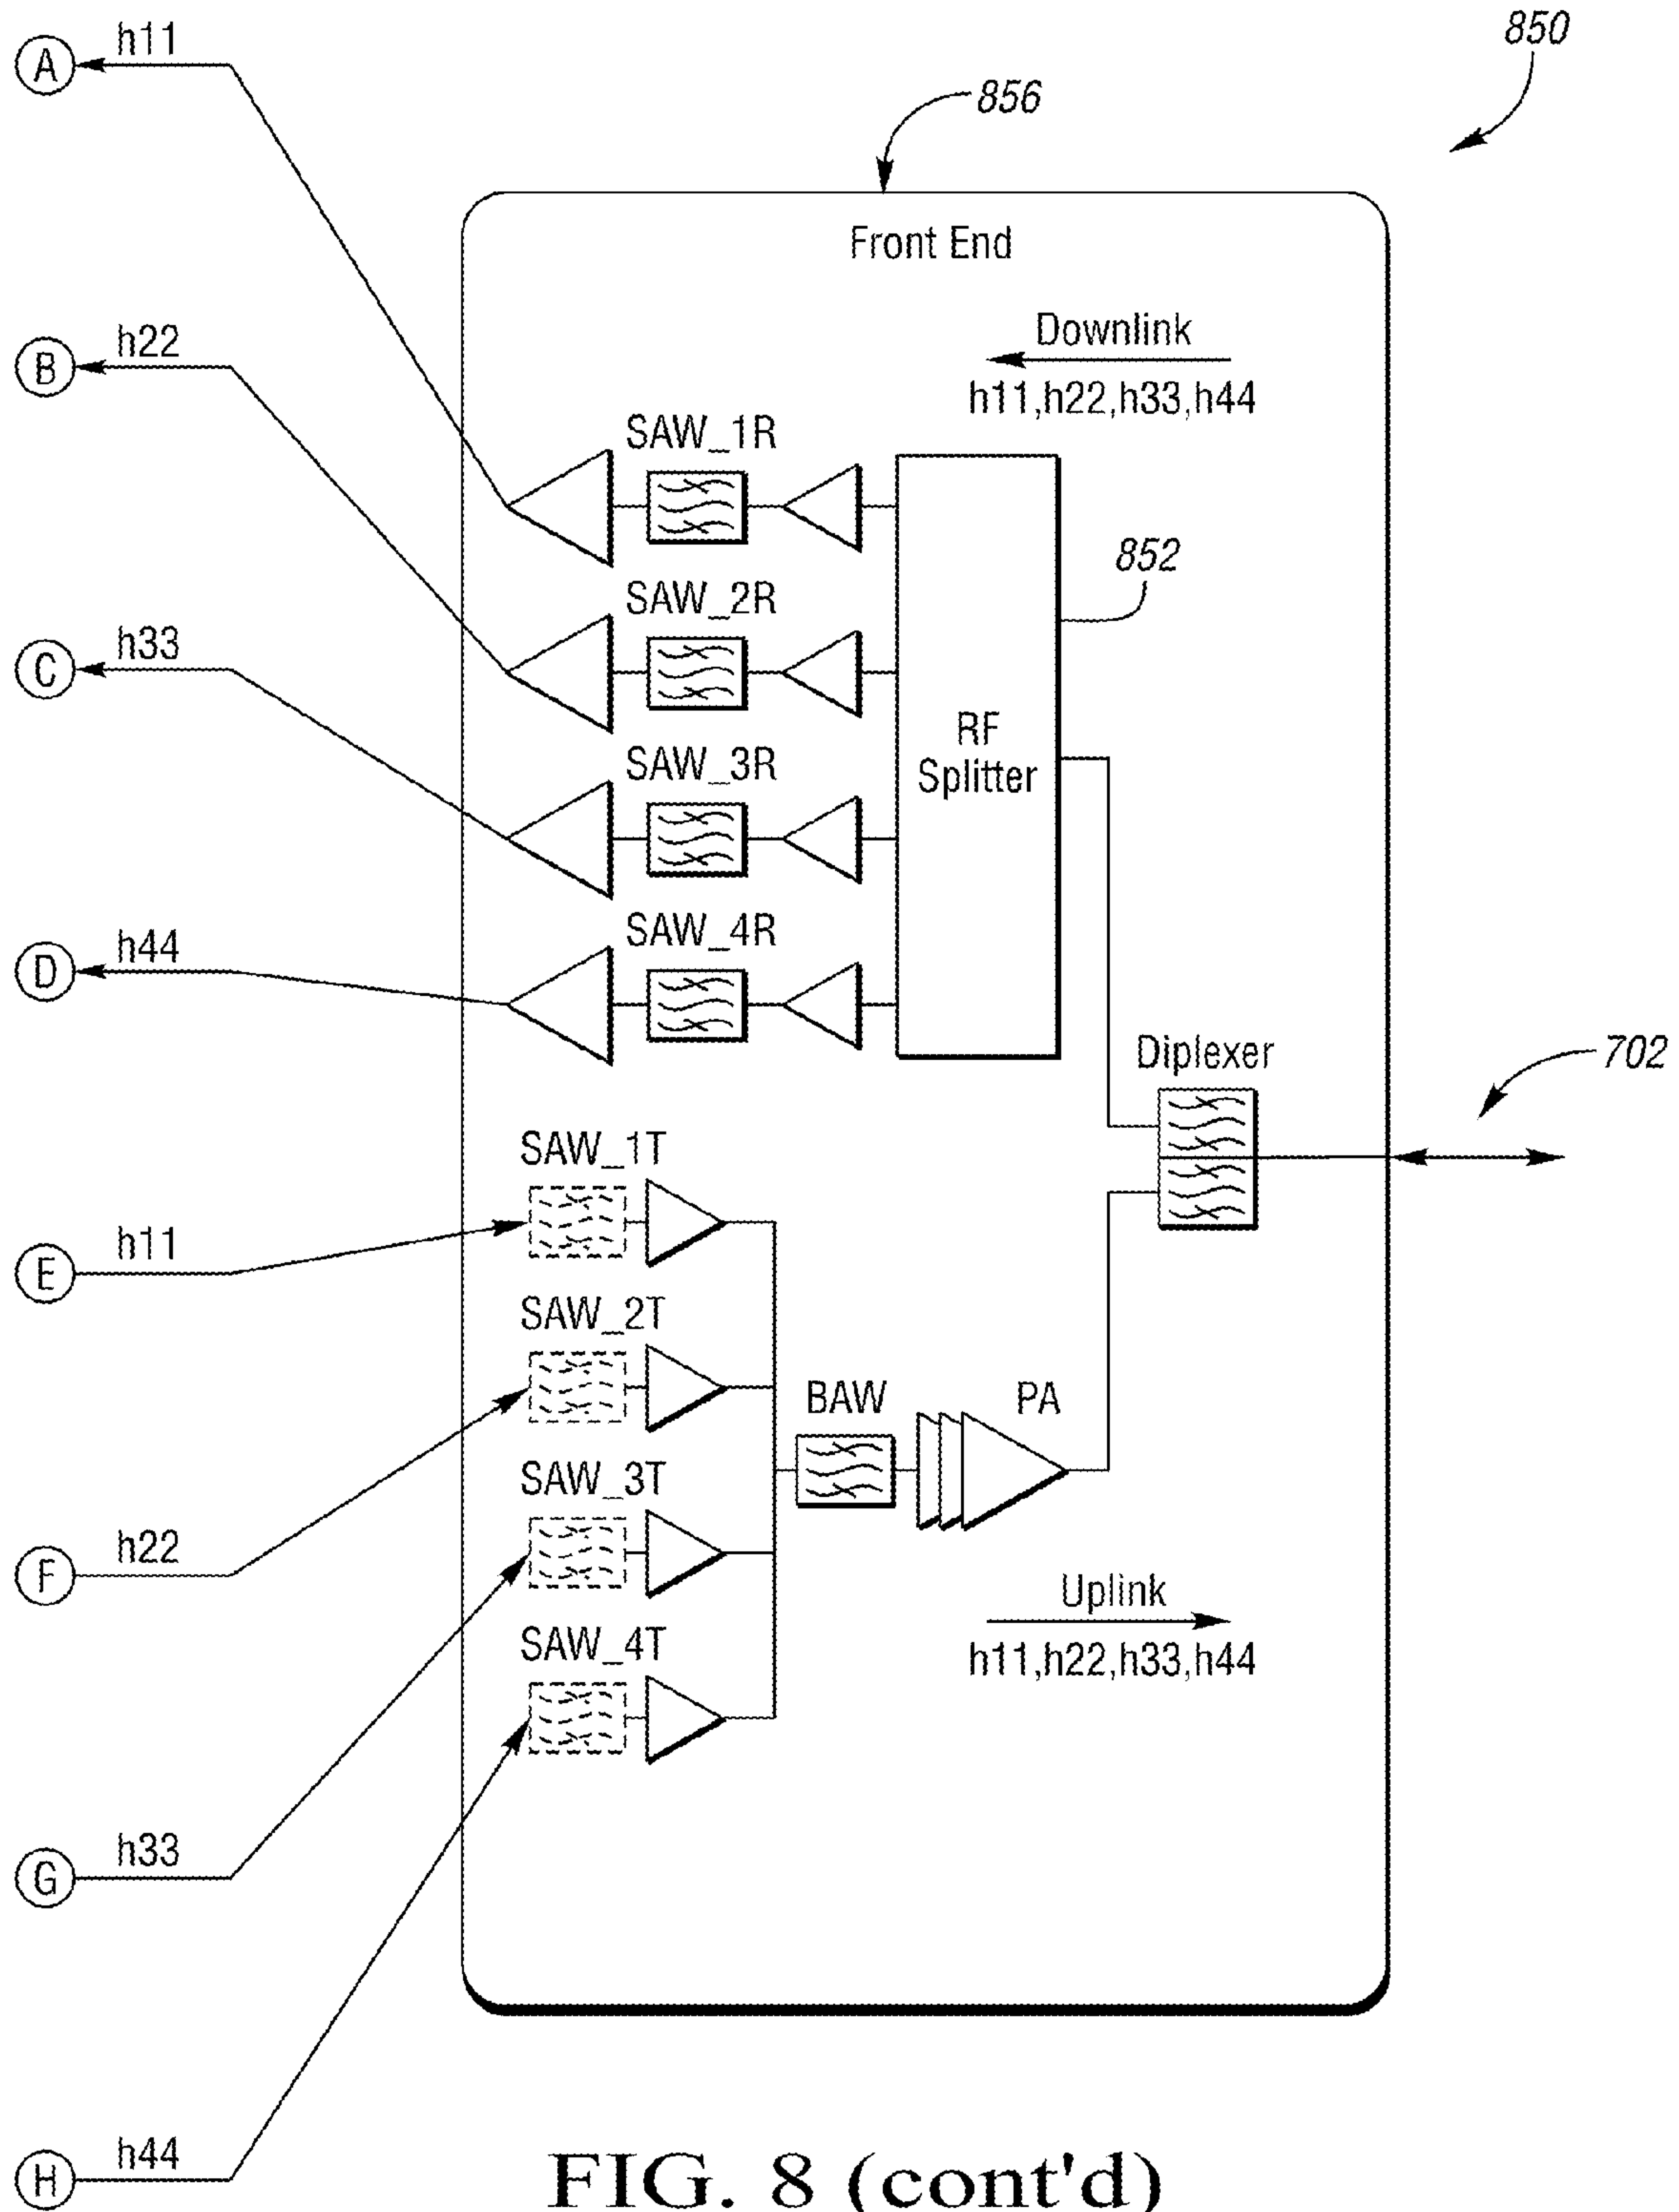 h11
850
A
856
Front End
Downlink
h22
B
h11,h22,h33,h44
SAW_1R
852
SAW_2R
h33
C
RF
Splitter
SAW_3R
SAW_4R
h44
D
Diplexer
702
SAW_1T
h11
E
SAW_2T
BAW
PA
SAW_3T
h22
F
Uplink
SAW_4T
h11,h22,h33,h44
h33
G
h44
H
FIG. 8 (cont'd)